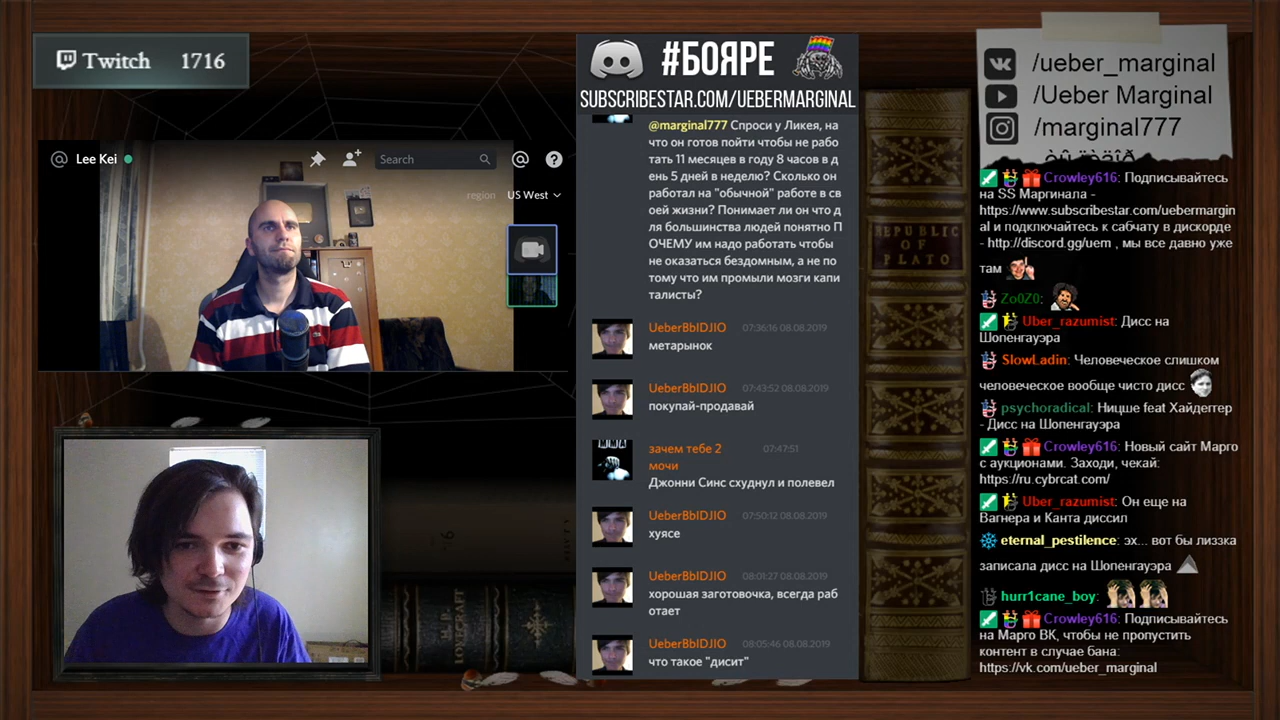 Twitch 1716
Lee Kei
Search
region US West
#БОЯРЕ
SUBSCRIBESTAR.COM/UEBERMARGINAL
@marginal777 Спроси у Ликея, на
что он готов пойти чтобы не рабо
тать 11 месяцев в году 8 часов в д
ень 5 дней в неделю? Сколько он
работал на "обычной" работе в св
оей жизни? Понимает ли он что д
ля большинства людей понятно П
ОЧЕМУ им надо работать чтобы
не оказаться бездомным, а не по
тому что им промыли мозги капи
талисты?
UeberBbIDJIO 07:36:16 08.08.2019
метарынок
UeberBbIDJIO 07:43:52 08.08.2019
покупай-продавай
зачем тебе 2 07:47:51
мочи
Джонни Синс схуднул и полевел
UeberBbIDJIO 07:50:12 08.08.2019
хуясе
UeberBbIDJIO 08:01:27 08.08.2019
хорошая заготовочка, всегда раб
отает
UeberBbIDJIO 08:05:46 08.08.2019
что такое "дисит"
REPUBLIC
OF
PLATO
H.P. LOVECRAFT
/ueber_marginal
/Ueber Marginal
/marginal777
Crowley616: Подписывайтесь
на SS Маргинала -
https://www.subscribestar.com/uebermargin
al и подключайтесь к сабчату в дискорде
- http://discord.gg/uem , мы все давно уже
там
Zo0Z0:
Uber_razumist: Дисс на
Шопенгауэра
SlowLadin: Человеческое слишком
человеческое вообще чисто дисс
psychoradical: Ницше feat Хайдеггер
- Дисс на Шопенгауэра
Crowley616: Новый сайт Марго
с аукционами. Заходи, чекай:
https://ru.cybrcat.com/
Uber_razumist: Он еще на
Вагнера и Канта диссил
eternal_pestilence: эх... вот бы лиззка
записала дисс на Шопенгауэра
hurr1cane_boy:
Crowley616: Подписывайтесь
на Марго ВК, чтобы не пропустить
контент в случае бана:
https://vk.com/ueber_marginal